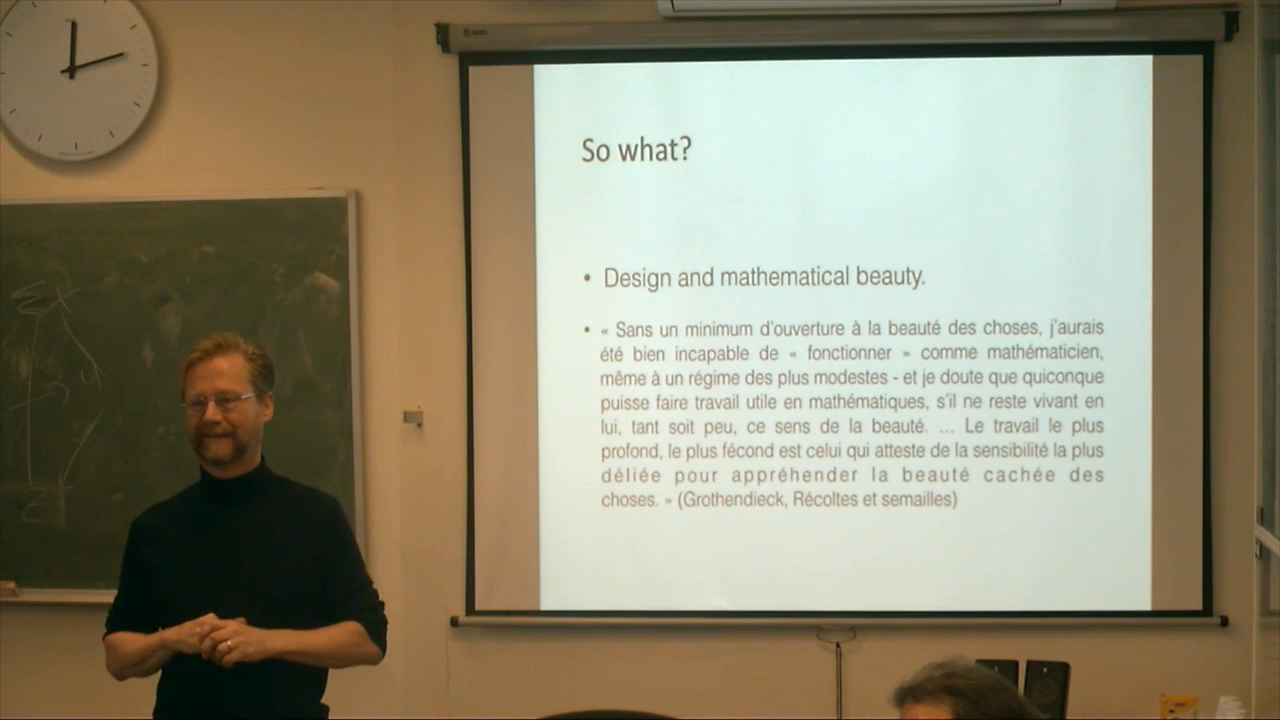 So what?
• Design and mathematical beauty.
• « Sans un minimum d'ouverture à la beauté des choses, j'aurais
été bien incapable de « fonctionner » comme mathématicien,
même à un régime des plus modestes - et je doute que quiconque
puisse faire travail utile en mathématiques, s'il ne reste vivant en
lui, tant soit peu, ce sens de la beauté. ... Le travail le plus
profond, le plus fécond est celui qui atteste de la sensibilité la plus
déliée pour appréhender la beauté cachée des
choses. » (Grothendieck, Récoltes et semailles)